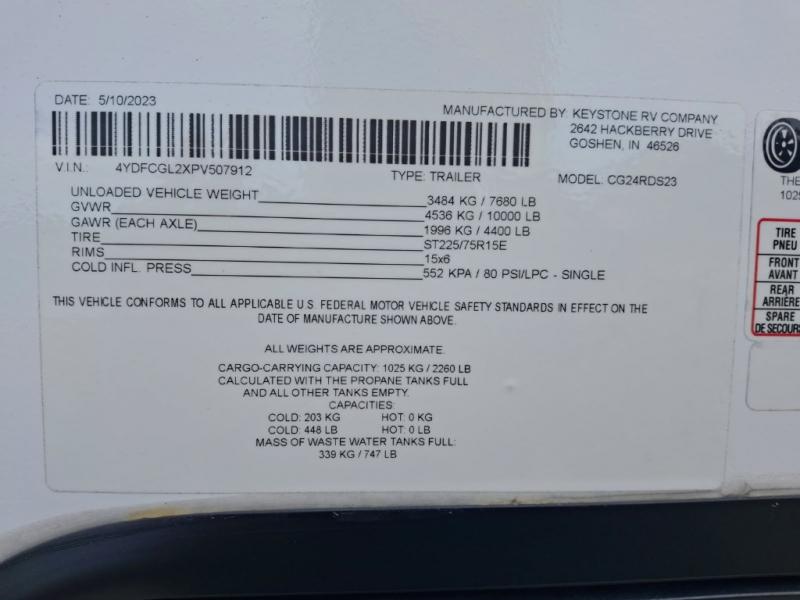 DATE: 5/10/2023
MANUFACTURED BY: KEYSTONE RV COMPANY
2642 HACKBERRY DRIVE
GOSHEN, IN 46526
V.I.N.: 4YDFCGL2XPV507912 TYPE: TRAILER MODEL: CG24RDS23
UNLOADED VEHICLE WEIGHT 3484 KG / 7680 LB
GVWR 4536 KG / 10000 LB
GAWR (EACH AXLE) 1996 KG / 4400 LB
TIRE ST225/75R15E
RIMS 15x6
COLD INFL. PRESS 552 KPA / 80 PSI/LPC - SINGLE
THIS VEHICLE CONFORMS TO ALL APPLICABLE U.S. FEDERAL MOTOR VEHICLE SAFETY STANDARDS IN EFFECT ON THE
DATE OF MANUFACTURE SHOWN ABOVE.
ALL WEIGHTS ARE APPROXIMATE.
CARGO-CARRYING CAPACITY: 1025 KG / 2260 LB
CALCULATED WITH THE PROPANE TANKS FULL
AND ALL OTHER TANKS EMPTY.
CAPACITIES:
COLD: 203 KG HOT: 0 KG
COLD: 448 LB HOT: 0 LB
MASS OF WASTE WATER TANKS FULL:
339 KG / 747 LB
THE
1025
TIRE
PNEU
FRONT
AVANT
REAR
ARRIÈRE
SPARE
DE SECOURS